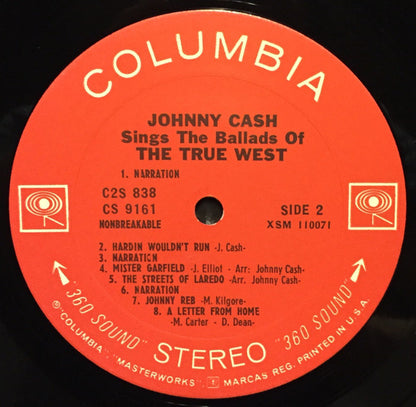 COLUMBIA
JOHNNY CASH
Sings The Ballads Of
THE TRUE WEST
1. NARRATION
C2S 838
CS 9161
NONBREAKABLE
SIDE 2
XSM 110071
2. HARDIN WOULDN'T RUN -J. Cash-
3. NARRATION
4. MISTER GARFIELD -J. Elliot - Arr: Johnny Cash-
5. THE STREETS OF LAREDO -Arr. Johnny Cash-
6. NARRATION
7. JOHNNY REB -M. Kilgore-
8. A LETTER FROM HOME
-M. Carter - D. Dean-
"360 SOUND" STEREO "360 SOUND"
Ⓟ "COLUMBIA", "MASTERWORKS", MARCAS REG. PRINTED IN U.S.A.